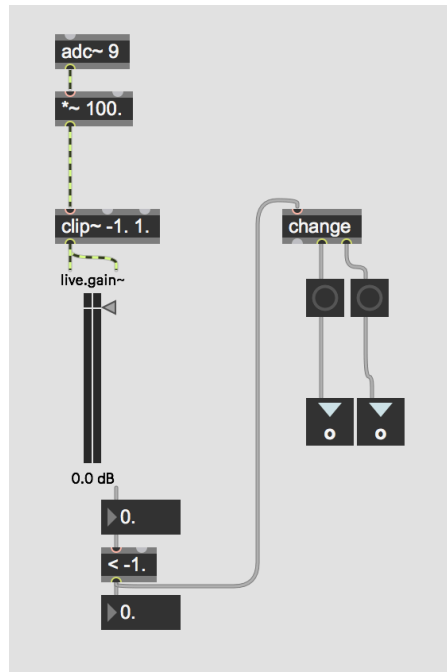 adc~ 9
*~ 100.
clip~ -1. 1.
change
live.gain~
0.0 dB
0.
< -1.
0.
o
o